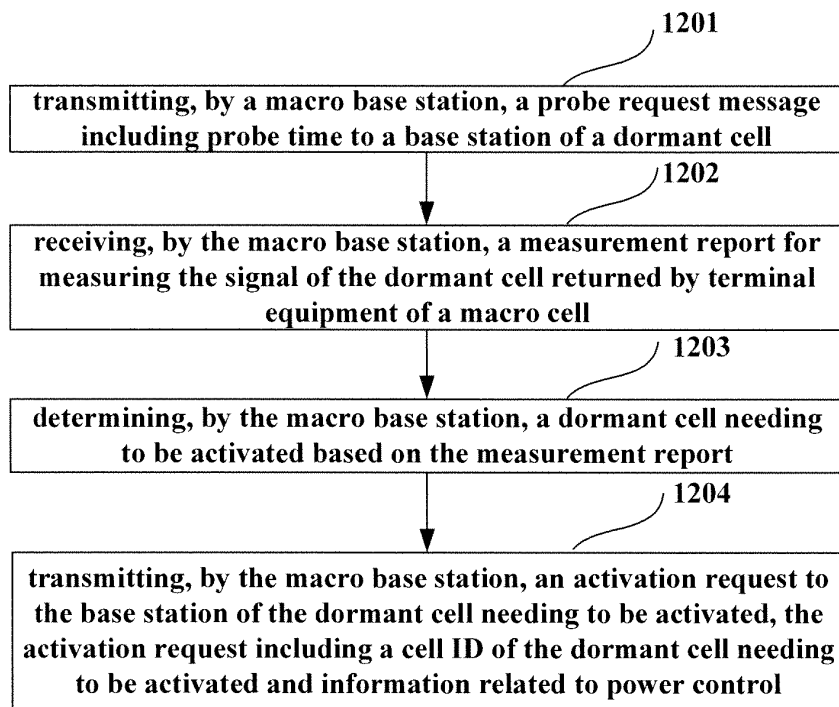 1201
transmitting, by a macro base station, a probe request message
including probe time to a base station of a dormant cell
1202
receiving, by the macro base station, a measurement report for
measuring the signal of the dormant cell returned by terminal
equipment of a macro cell
1203
determining, by the macro base station, a dormant cell needing
to be activated based on the measurement report
1204
transmitting, by the macro base station, an activation request to
the base station of the dormant cell needing to be activated, the
activation request including a cell ID of the dormant cell needing
to be activated and information related to power control